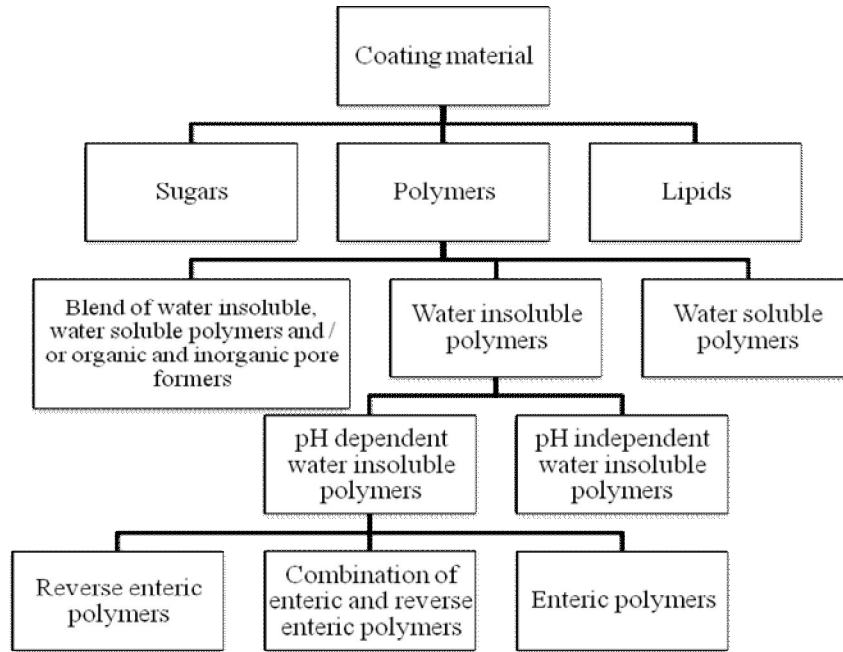 Coating material
Sugars
Polymers
Lipids
Blend of water insoluble,
water soluble polymers and /
or organic and inorganic pore
formers
Water insoluble
polymers
Water soluble
polymers
pH dependent
water insoluble
polymers
pH independent
water insoluble
polymers
Reverse enteric
polymers
Combination of
enteric and reverse
enteric polymers
Enteric polymers